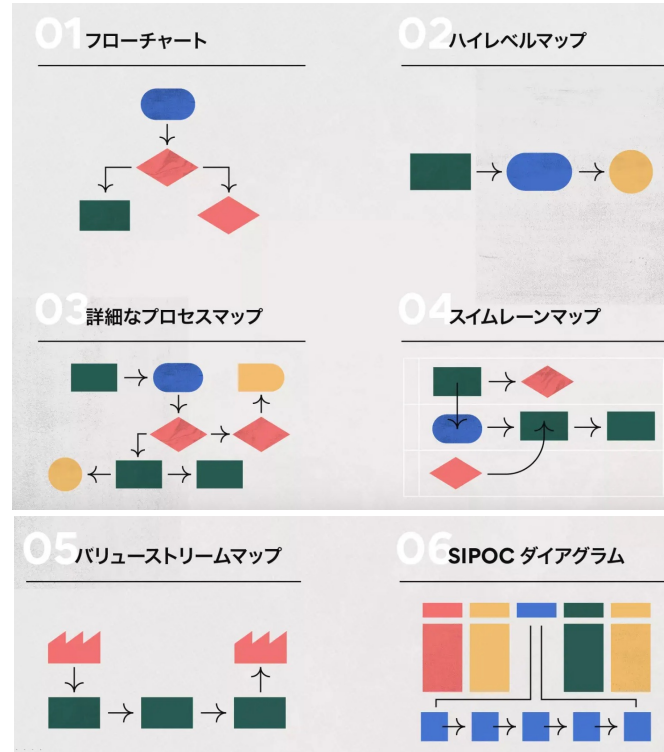 01 フローチャート
02 ハイレベルマップ
03 詳細なプロセスマップ
04 スイムレーンマップ
05 バリューストリームマップ
06 SIPOC ダイアグラム